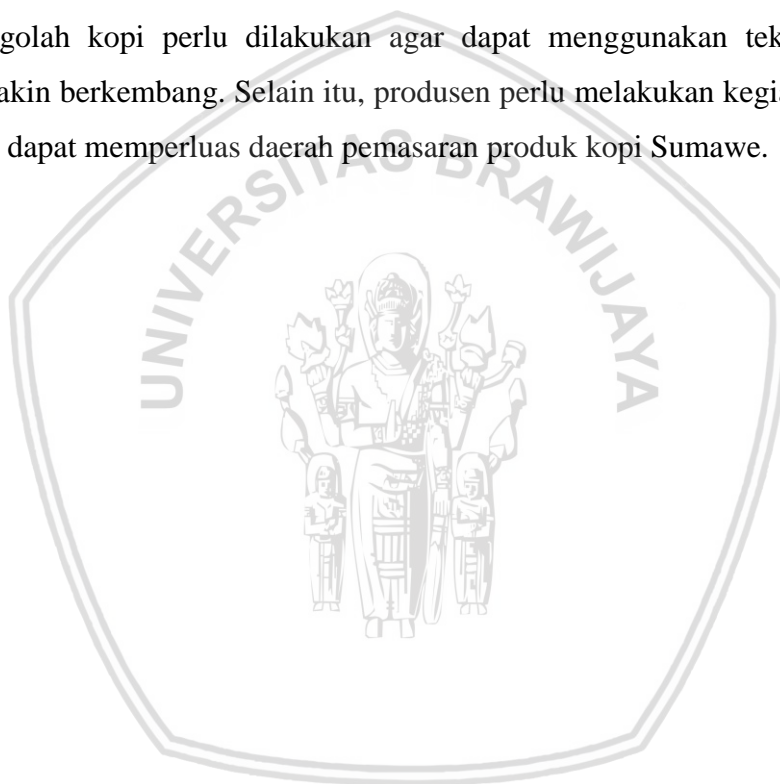 golah kopi perlu dilakukan agar dapat menggunakan tek
akin berkembang. Selain itu, produsen perlu melakukan kegia
dapat memperluas daerah pemasaran produk kopi Sumawe.
UNIVERSITAS BRAWIJAYA